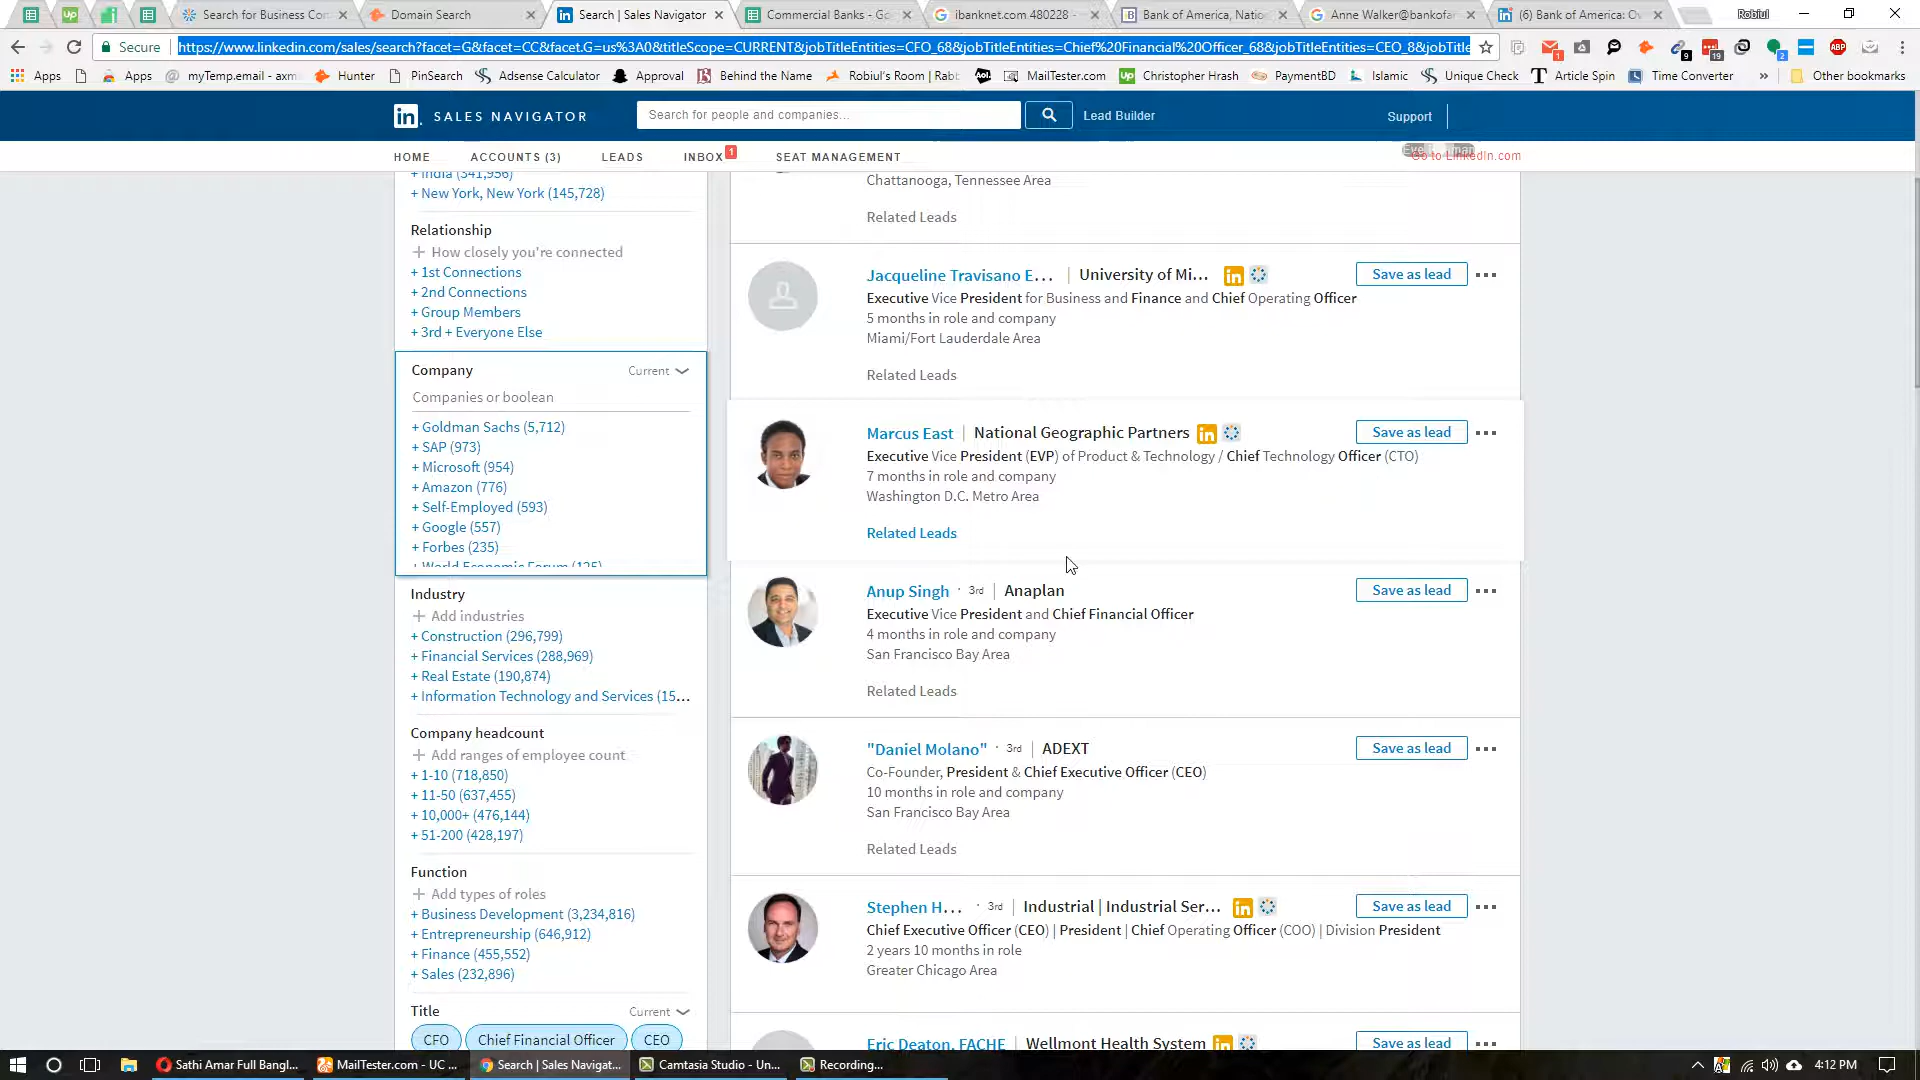 Search for Business Con
Domain Search
Search | Sales Navigator
Commercial Banks - Go
ibanknet.com 480228 -
Bank of America, Natio
Anne Walker@bankofa
(6) Bank of America: Ov
Robiul
Secure
https://www.linkedin.com/sales/search?facet=G&facet=CC&facet.G=us%3A0&titleScope=CURRENT&jobTitleEntities=CFO_68&jobTitleEntities=Chief%20Financial%20Officer_68&jobTitleEntities=CEO_8&jobTitle
Apps
Apps
myTemp.email - axm
Hunter
PinSearch
Adsense Calculator
Approval
Behind the Name
Robiul's Room | Rabb
Aol.
MailTester.com
Christopher Hrash
PaymentBD
Islamic
Unique Check
Article Spin
Time Converter
»
Other bookmarks
in SALES NAVIGATOR
Search for people and companies...
Lead Builder
Support
HOME
ACCOUNTS (3)
LEADS
INBOX 1
SEAT MANAGEMENT
Go to LinkedIn.com
+ India (341,956)
+ New York, New York (145,728)
Relationship
+ How closely you're connected
+ 1st Connections
+ 2nd Connections
+ Group Members
+ 3rd + Everyone Else
Company
Current
Companies or boolean
+ Goldman Sachs (5,712)
+ SAP (973)
+ Microsoft (954)
+ Amazon (776)
+ Self-Employed (593)
+ Google (557)
+ Forbes (235)
+ World Economic Forum (125)
Industry
+ Add industries
+ Construction (296,799)
+ Financial Services (288,969)
+ Real Estate (190,874)
+ Information Technology and Services (15...
Company headcount
+ Add ranges of employee count
+ 1-10 (718,850)
+ 11-50 (637,455)
+ 10,000+ (476,144)
+ 51-200 (428,197)
Function
+ Add types of roles
+ Business Development (3,234,816)
+ Entrepreneurship (646,912)
+ Finance (455,552)
+ Sales (232,896)
Title
Current
CFO
Chief Financial Officer
CEO
Chattanooga, Tennessee Area
Related Leads
Jacqueline Travisano E... | University of Mi...
Save as lead
Executive Vice President for Business and Finance and Chief Operating Officer
5 months in role and company
Miami/Fort Lauderdale Area
Related Leads
Marcus East | National Geographic Partners
Save as lead
Executive Vice President (EVP) of Product & Technology / Chief Technology Officer (CTO)
7 months in role and company
Washington D.C. Metro Area
Related Leads
Anup Singh · 3rd | Anaplan
Save as lead
Executive Vice President and Chief Financial Officer
4 months in role and company
San Francisco Bay Area
Related Leads
"Daniel Molano" · 3rd | ADEXT
Save as lead
Co-Founder, President & Chief Executive Officer (CEO)
10 months in role and company
San Francisco Bay Area
Related Leads
Stephen H... · 3rd | Industrial | Industrial Ser...
Save as lead
Chief Executive Officer (CEO) | President | Chief Operating Officer (COO) | Division President
2 years 10 months in role
Greater Chicago Area
Eric Deaton, FACHE | Wellmont Health System
Save as lead
Sathi Amar Full Bangl...
MailTester.com - UC ...
Search | Sales Navigat...
Camtasia Studio - Un...
Recording...
4:12 PM